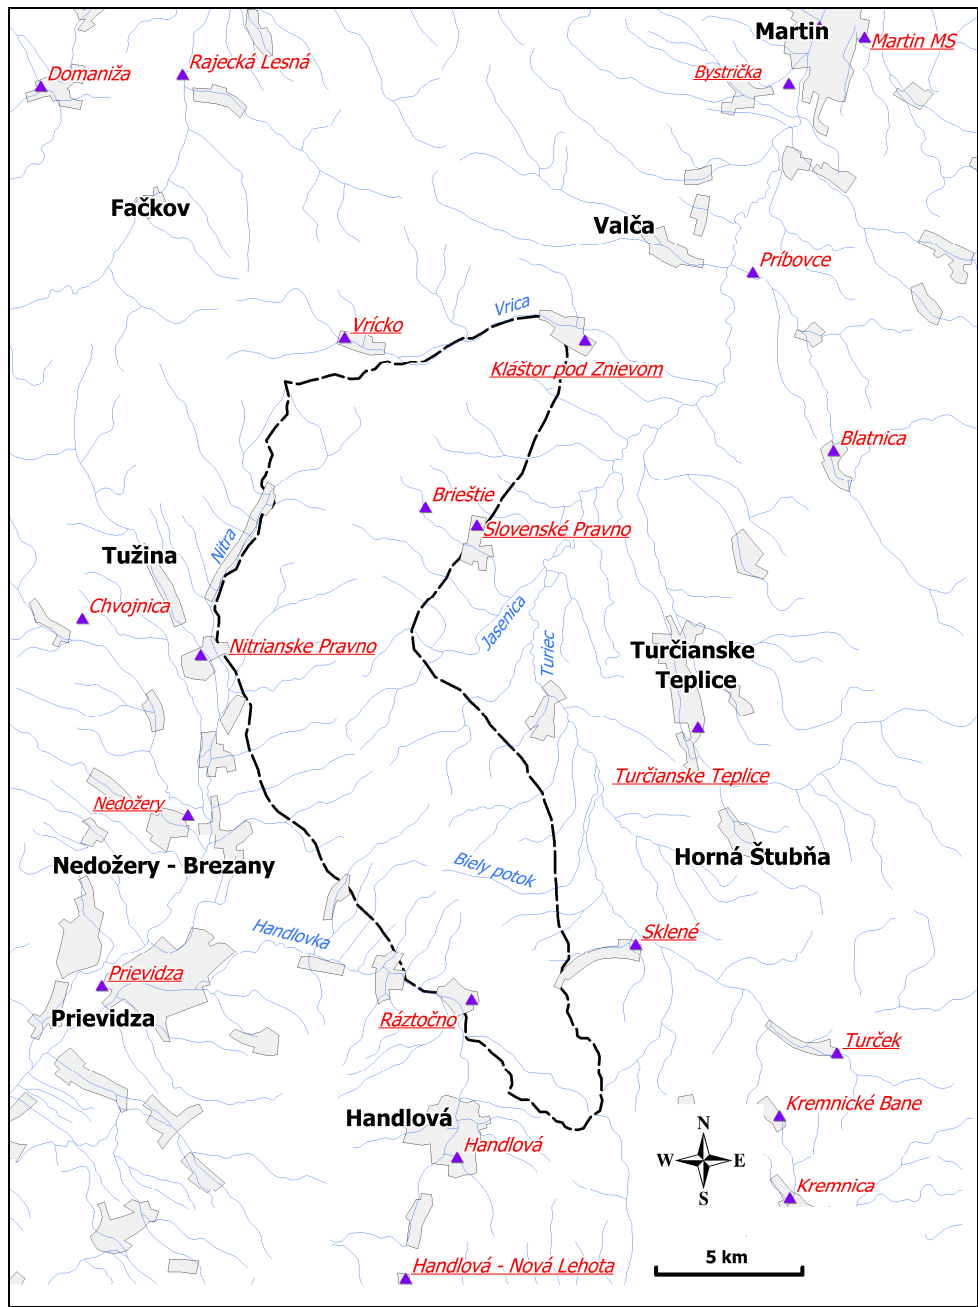 Martin
Martin MS
Rajecká Lesná
Domaniža
Bystrička
Fačkov
Valča
Príbovce
Vrica
Vrícko
Kláštor pod Znievom
Blatnica
Brieštie
Slovenské Pravno
Nitra
Tužina
Chvojnica
Jasenica
Turiec
Nitrianske Pravno
Turčianske
Teplice
Turčianske Teplice
Nedožery
Nedožery - Brezany
Horná Štubňa
Biely potok
Handlovka
Sklené
Prievidza
Prievidza
Ráztočno
Turček
Handlová
Kremnické Bane
Handlová
N
W
E
S
Kremnica
5 km
Handlová - Nová Lehota